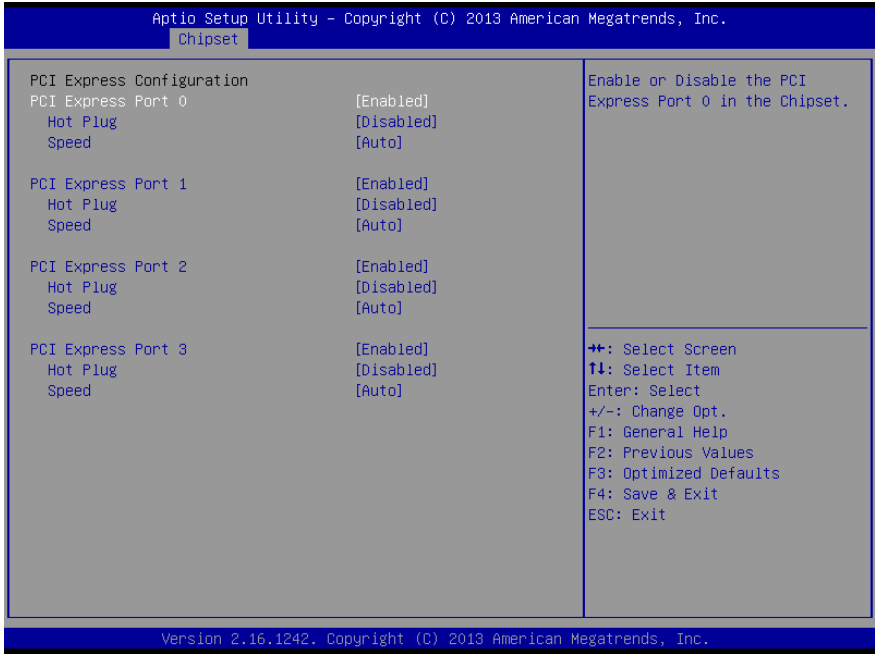 Aptio Setup Utility – Copyright (C) 2013 American Megatrends, Inc.
Chipset
PCI Express Configuration
PCI Express Port 0 [Enabled]
Hot Plug [Disabled]
Speed [Auto]
PCI Express Port 1 [Enabled]
Hot Plug [Disabled]
Speed [Auto]
PCI Express Port 2 [Enabled]
Hot Plug [Disabled]
Speed [Auto]
PCI Express Port 3 [Enabled]
Hot Plug [Disabled]
Speed [Auto]
Enable or Disable the PCI
Express Port 0 in the Chipset.
→←: Select Screen
↑↓: Select Item
Enter: Select
+/-: Change Opt.
F1: General Help
F2: Previous Values
F3: Optimized Defaults
F4: Save & Exit
ESC: Exit
Version 2.16.1242. Copyright (C) 2013 American Megatrends, Inc.